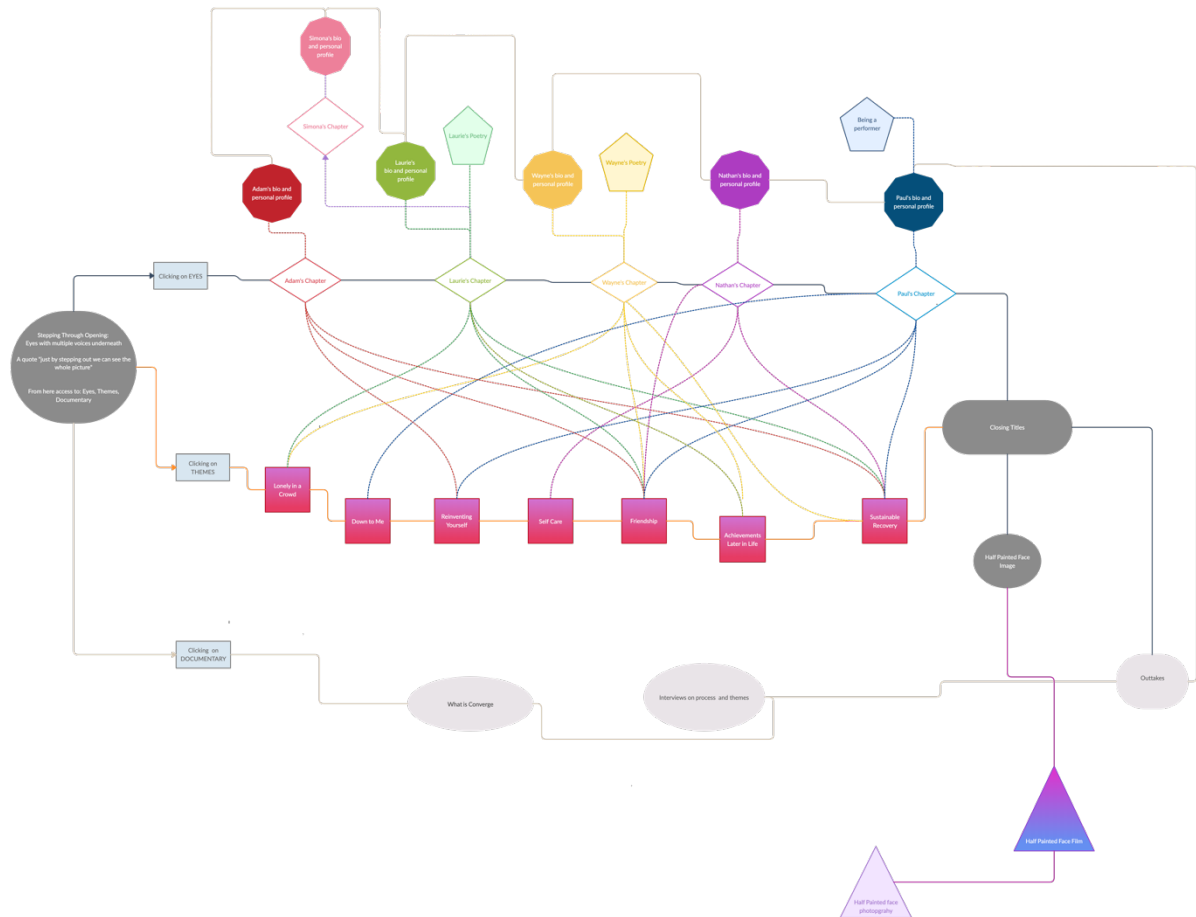 Simona's bio
and personal
profile
Simona's Chapter
Laurie's Poetry
Being a
performer
Laurie's
bio and personal
profile
Wayne's Poetry
Adam's bio and
personal profile
Wayne's bio and
personal profile
Nathan's bio and
personal profile
Paul's bio and
personal profile
Clicking on EYES
Adam's Chapter
Laurie's Chapter
Wayne's Chapter
Nathan's Chapter
Paul's Chapter
Stepping Through Opening:
Eyes with multiple voices underneath
A quote "just by stepping out we can see the
whole picture"
From here access to: Eyes, Themes,
Documentary
Closing Titles
Clicking on
THEMES
Lonely in a
Crowd
Down to Me
Reinventing
Yourself
Self Care
Friendship
Achievements
Later in Life
Sustainable
Recovery
Half Painted Face
Image
Clicking on
DOCUMENTARY
What is Converge
Interviews on process and themes
Outtakes
Half Painted Face Film
Half Painted face
photopgrahy